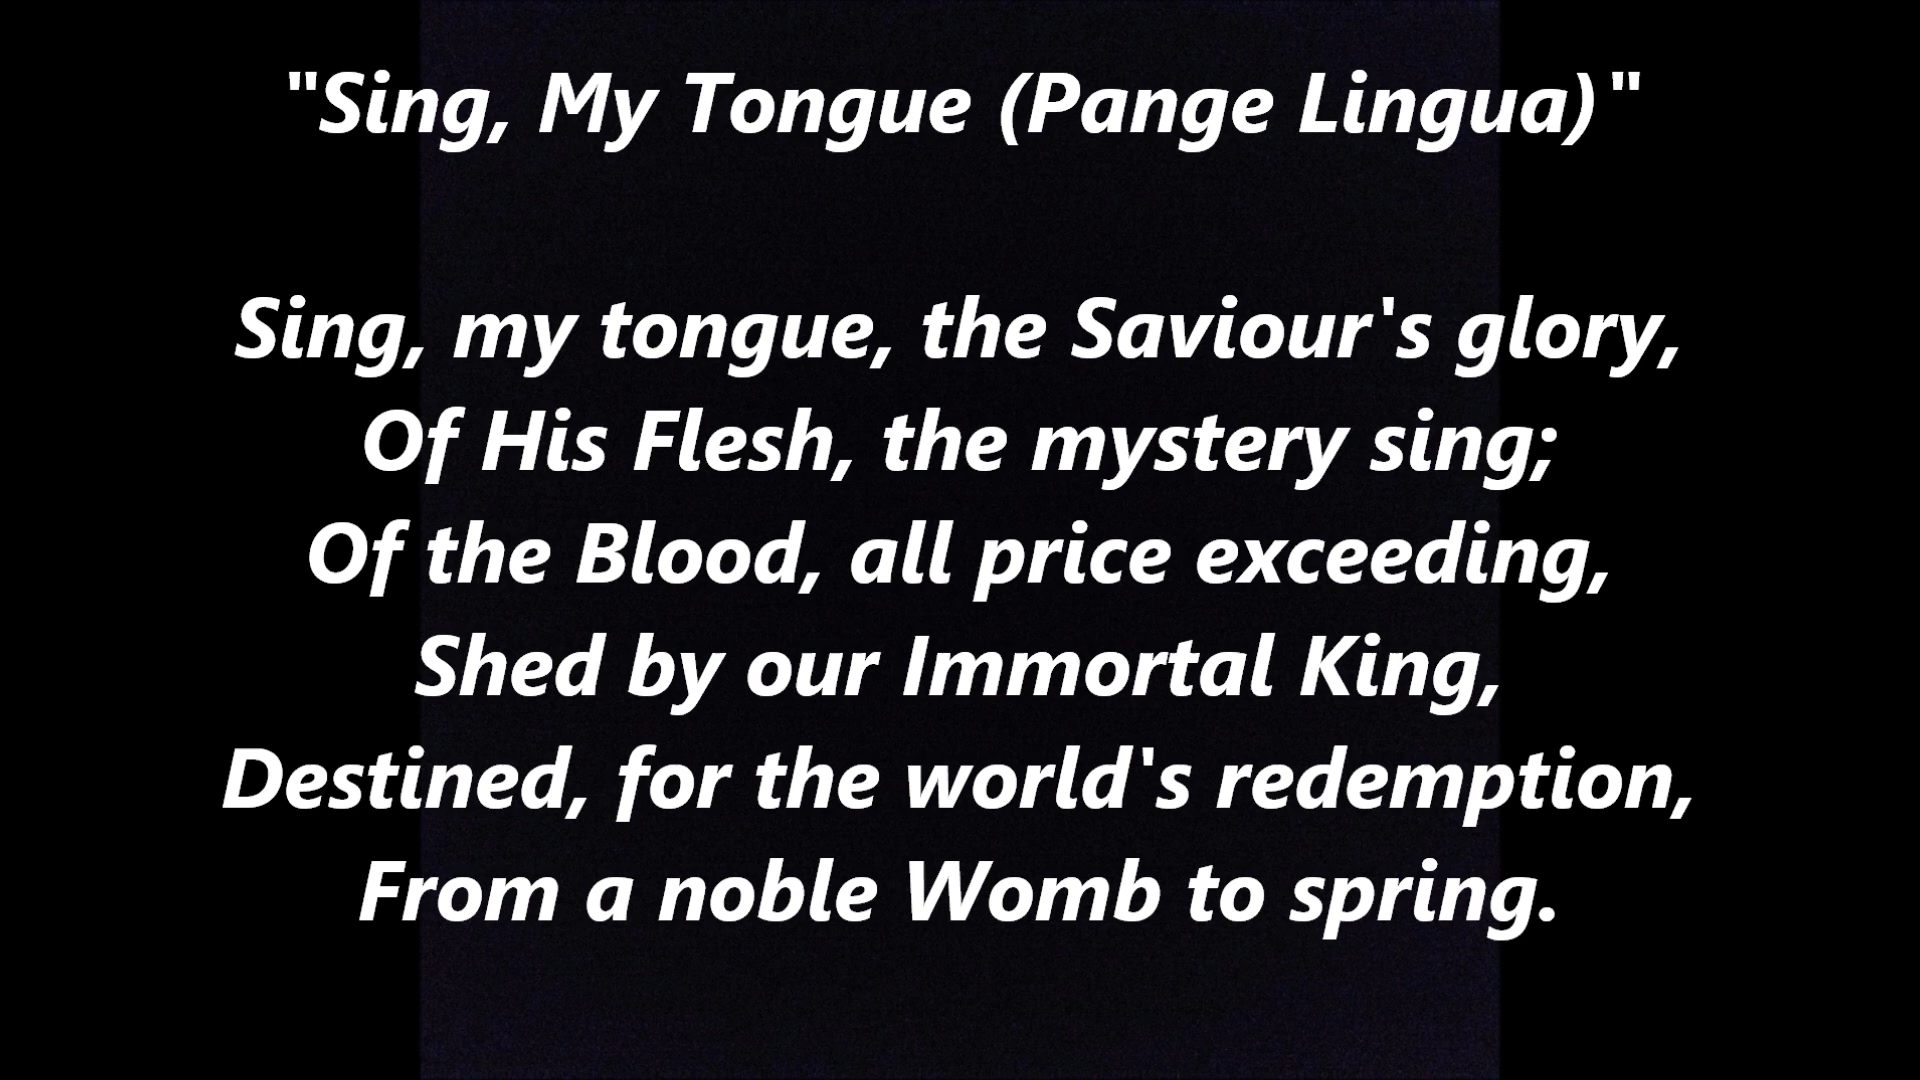 "Sing, My Tongue (Pange Lingua)"
Sing, my tongue, the Saviour's glory,
Of His Flesh, the mystery sing;
Of the Blood, all price exceeding,
Shed by our Immortal King,
Destined, for the world's redemption,
From a noble Womb to spring.